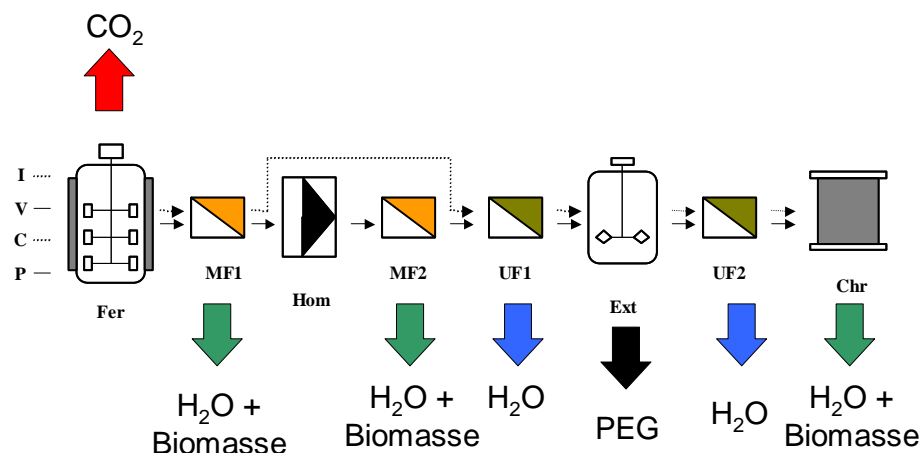 CO₂
I
V
C
P
Fer
MF1
Hom
MF2
UF1
Ext
UF2
Chr
H₂O +
Biomasse
H₂O +
Biomasse
H₂O
PEG
H₂O
H₂O +
Biomasse